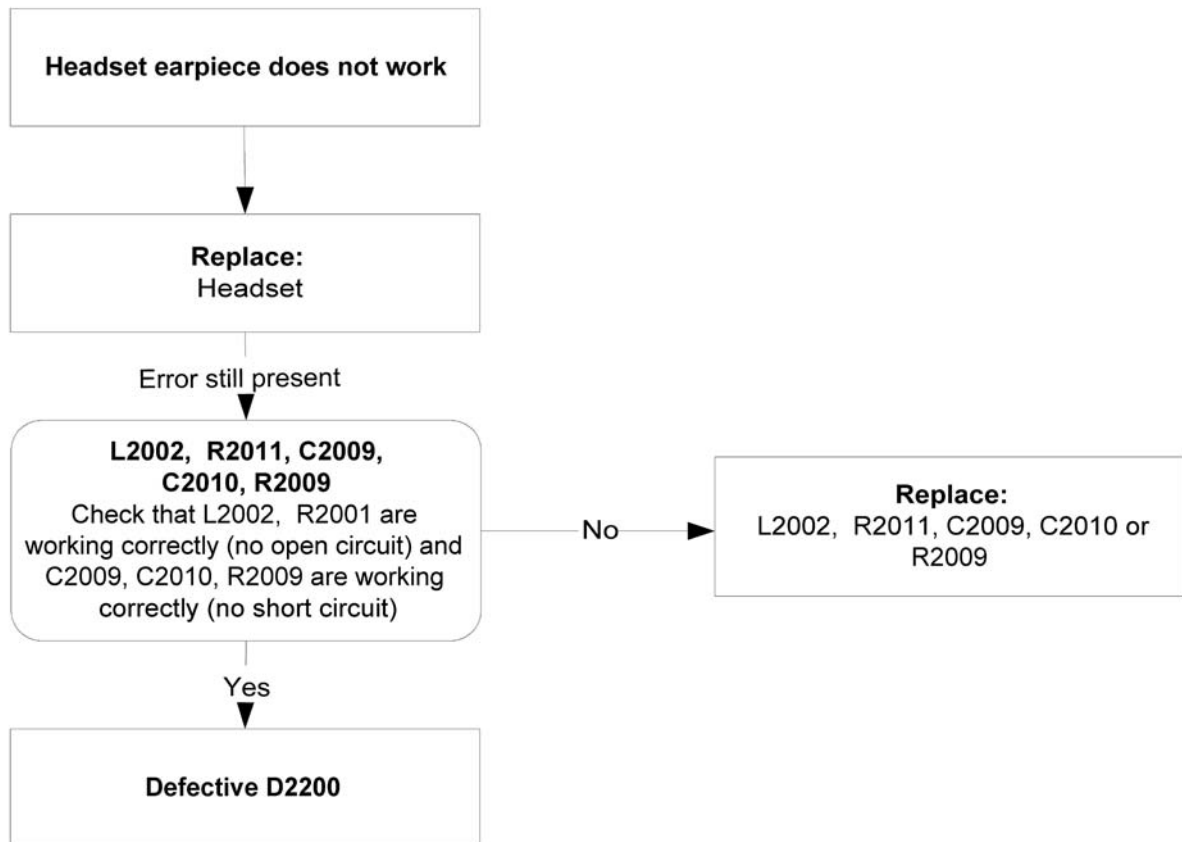 Headset earpiece does not work
Replace:
Headset
Error still present
L2002, R2011, C2009,
C2010, R2009
Check that L2002, R2001 are
working correctly (no open circuit) and
C2009, C2010, R2009 are working
correctly (no short circuit)
No
Replace:
L2002, R2011, C2009, C2010 or
R2009
Yes
Defective D2200